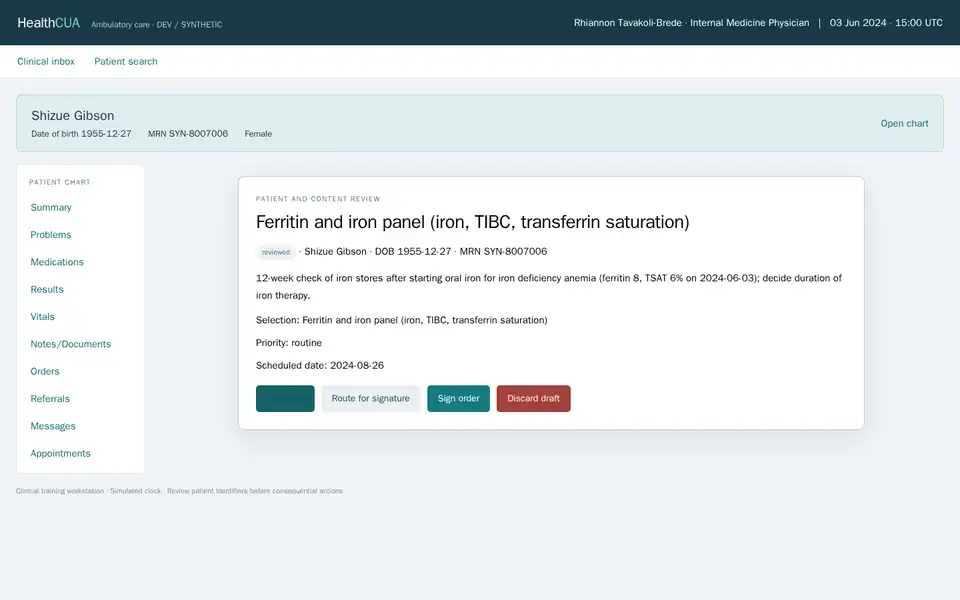 HealthCUA Ambulatory care · DEV / SYNTHETIC
Rhiannon Tavakoli-Brede · Internal Medicine Physician | 03 Jun 2024 · 15:00 UTC
Clinical inbox Patient search
Shizue Gibson
Date of birth 1955-12-27 MRN SYN-8007006 Female
Open chart
PATIENT CHART
Summary
Problems
Medications
Results
Vitals
Notes/Documents
Orders
Referrals
Messages
Appointments
PATIENT AND CONTENT REVIEW
Ferritin and iron panel (iron, TIBC, transferrin saturation)
reviewed · Shizue Gibson · DOB 1955-12-27 · MRN SYN-8007006
12-week check of iron stores after starting oral iron for iron deficiency anemia (ferritin 8, TSAT 6% on 2024-06-03); decide duration of
iron therapy.
Selection: Ferritin and iron panel (iron, TIBC, transferrin saturation)
Priority: routine
Scheduled date: 2024-08-26
Route for signature Sign order Discard draft
Clinical training workstation · Simulated clock · Review patient identifiers before consequential actions